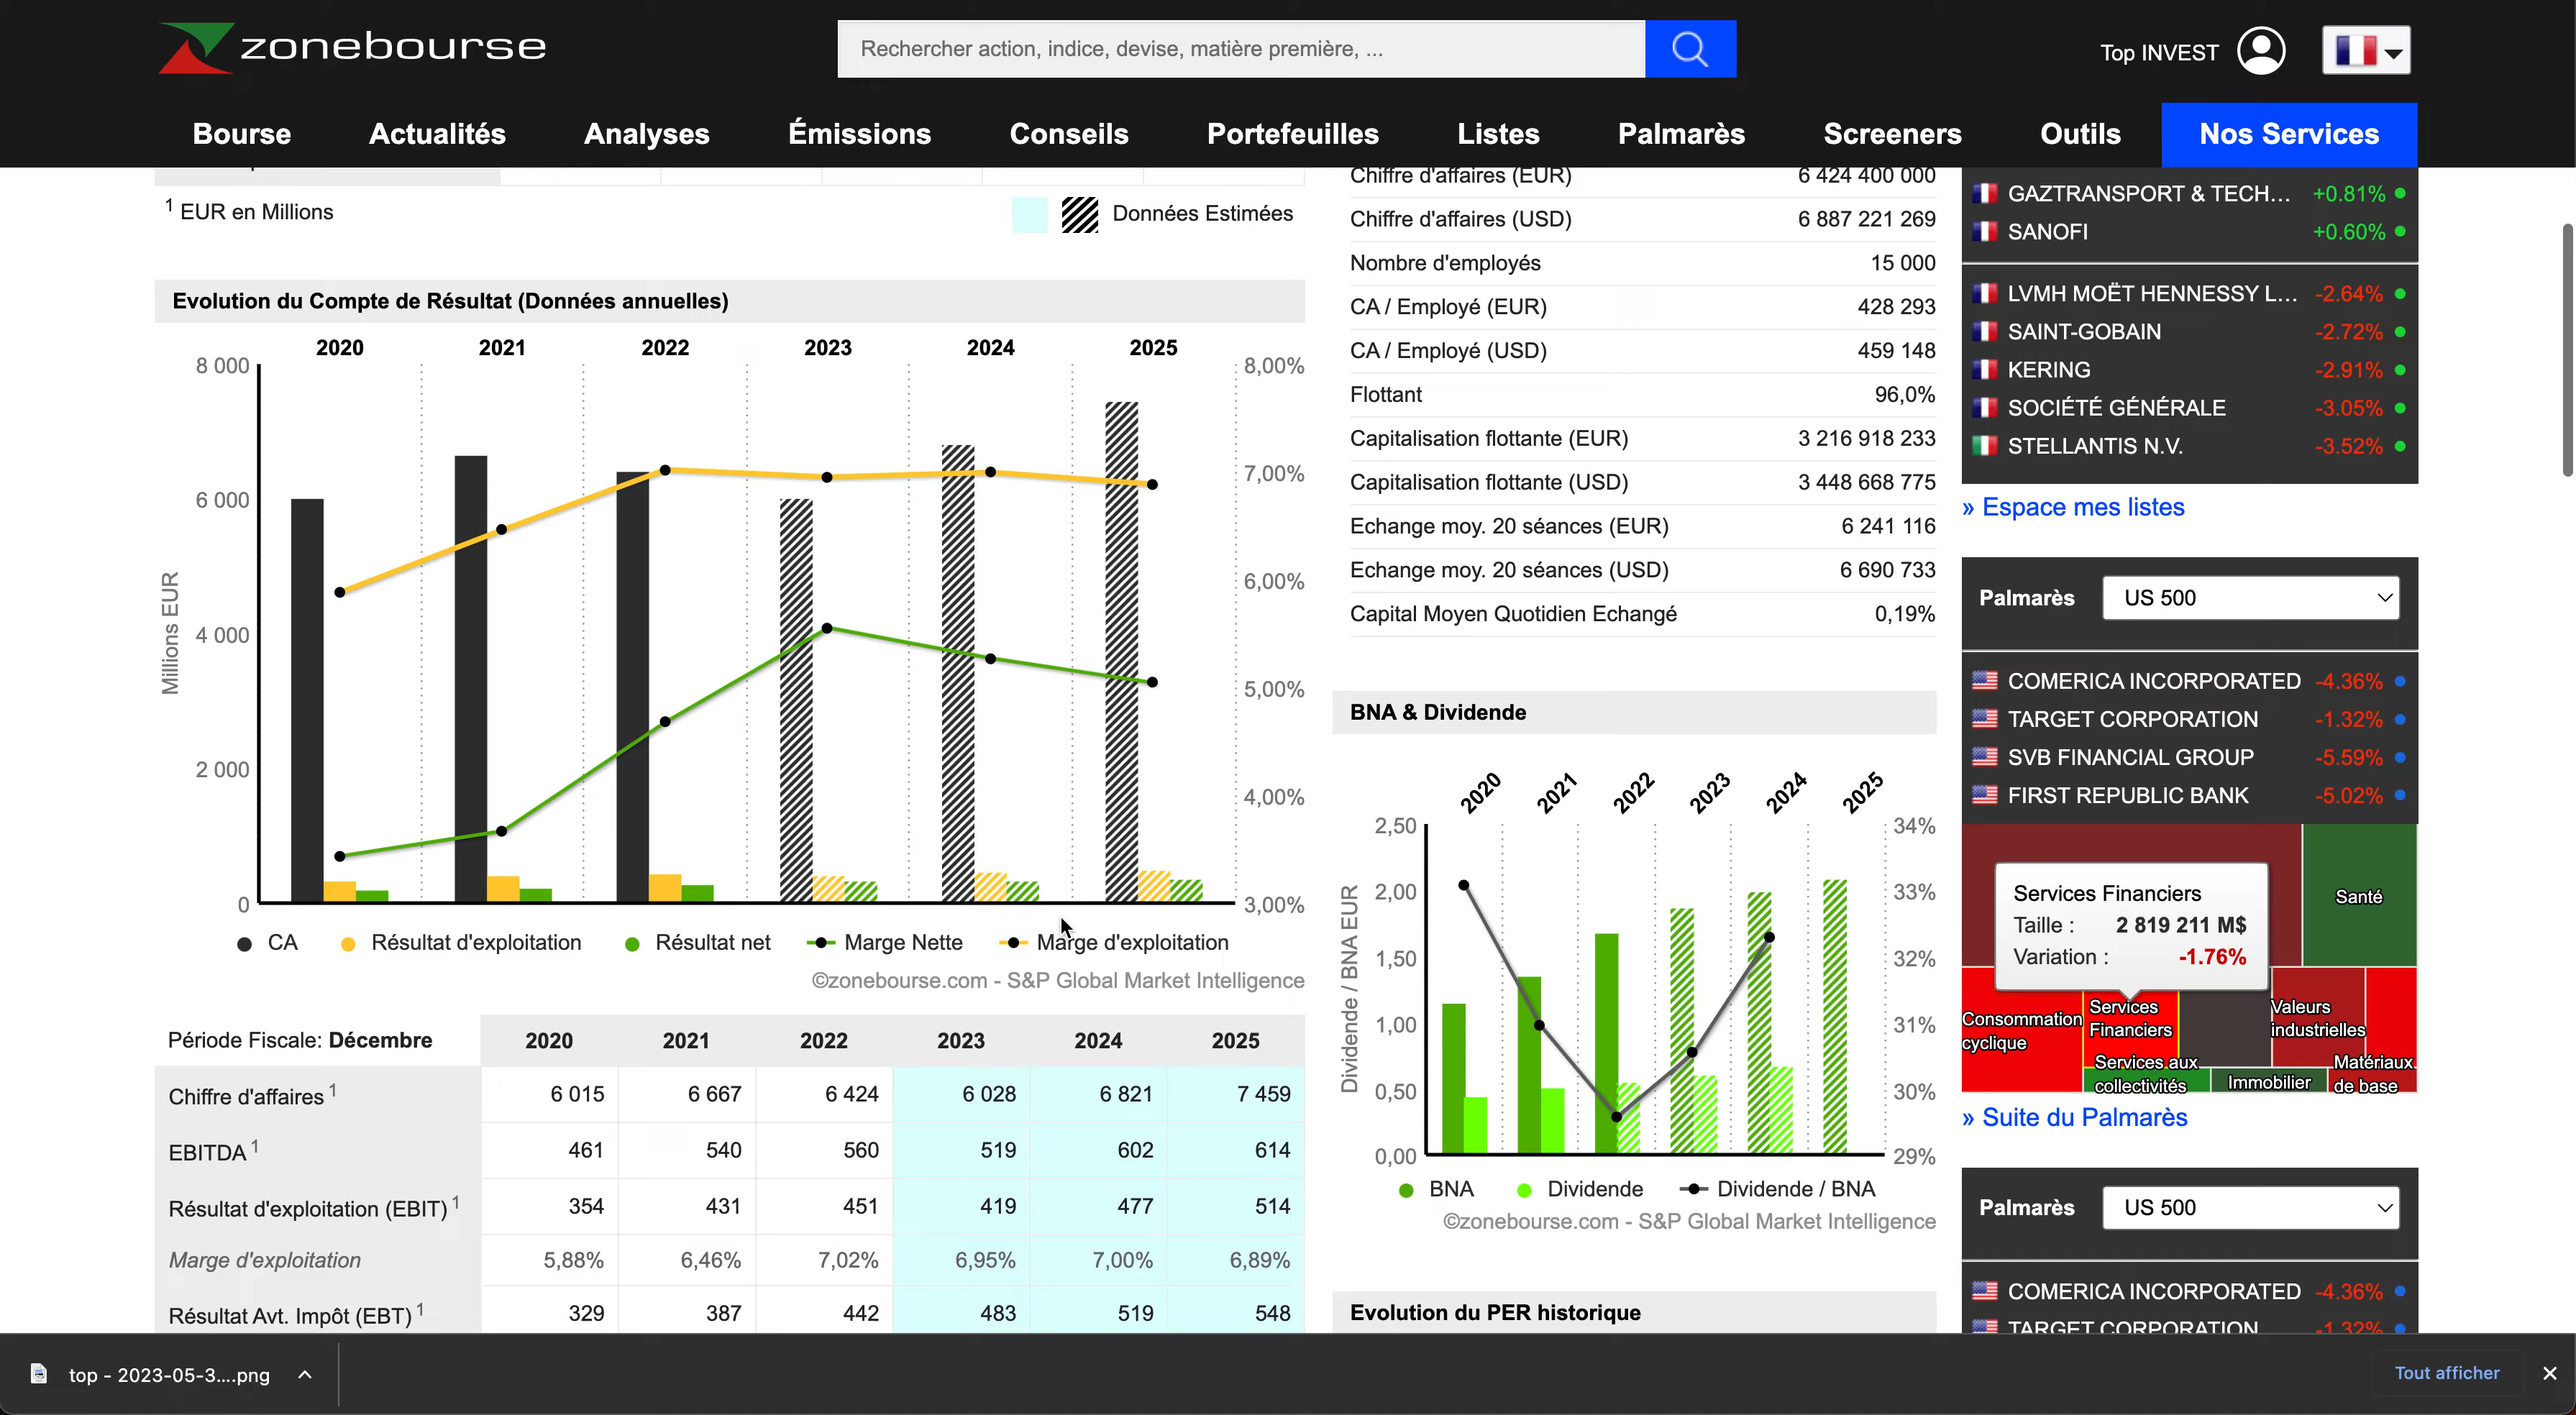 zonebourse
Rechercher action, indice, devise, matière première, ...
Top INVEST
Bourse Actualités Analyses Émissions Conseils Portefeuilles Listes Palmarès Screeners Outils Nos Services
1 EUR en Millions
Données Estimées
Evolution du Compte de Résultat (Données annuelles)
2020 2021 2022 2023 2024 2025
8 000 8,00%
7,00%
6 000
6,00%
4 000
5,00%
2 000
4,00%
0 3,00%
Millions EUR
CA Résultat d'exploitation Résultat net Marge Nette Marge d'exploitation
©zonebourse.com - S&P Global Market Intelligence
Période Fiscale: Décembre 2020 2021 2022 2023 2024 2025
Chiffre d'affaires 1 6 015 6 667 6 424 6 028 6 821 7 459
EBITDA 1 461 540 560 519 602 614
Résultat d'exploitation (EBIT) 1 354 431 451 419 477 514
Marge d'exploitation 5,88% 6,46% 7,02% 6,95% 7,00% 6,89%
Résultat Avt. Impôt (EBT) 1 329 387 442 483 519 548
Chiffre d'affaires (EUR) 6 424 400 000
Chiffre d'affaires (USD) 6 887 221 269
Nombre d'employés 15 000
CA / Employé (EUR) 428 293
CA / Employé (USD) 459 148
Flottant 96,0%
Capitalisation flottante (EUR) 3 216 918 233
Capitalisation flottante (USD) 3 448 668 775
Echange moy. 20 séances (EUR) 6 241 116
Echange moy. 20 séances (USD) 6 690 733
Capital Moyen Quotidien Echangé 0,19%
BNA & Dividende
2020 2021 2022 2023 2024 2025
2,50 34%
2,00 33%
1,50 32%
1,00 31%
0,50 30%
0,00 29%
Dividende / BNA EUR
BNA Dividende Dividende / BNA
©zonebourse.com - S&P Global Market Intelligence
Evolution du PER historique
GAZTRANSPORT & TECH... +0.81%
SANOFI +0.60%
LVMH MOËT HENNESSY L... -2.64%
SAINT-GOBAIN -2.72%
KERING -2.91%
SOCIÉTÉ GÉNÉRALE -3.05%
STELLANTIS N.V. -3.52%
» Espace mes listes
Palmarès US 500
COMERICA INCORPORATED -4.36%
TARGET CORPORATION -1.32%
SVB FINANCIAL GROUP -5.59%
FIRST REPUBLIC BANK -5.02%
Services Financiers
Taille : 2 819 211 M$
Variation : -1.76%
Santé
Consommation
cyclique
Services
Financiers
Valeurs
industrielles
Services aux
collectivités
Immobilier
Matériaux
de base
» Suite du Palmarès
Palmarès US 500
COMERICA INCORPORATED -4.36%
TARGET CORPORATION -1.32%
top - 2023-05-3....png
Tout afficher